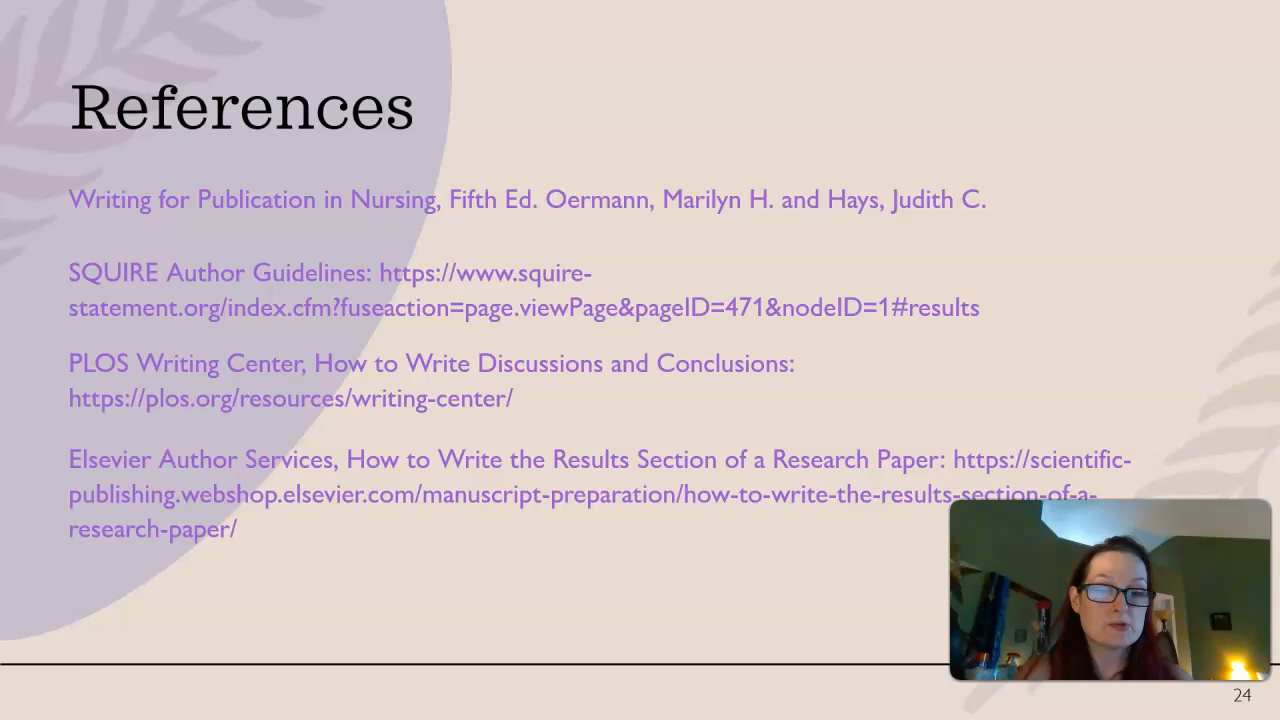 References
Writing for Publication in Nursing, Fifth Ed. Oermann, Marilyn H. and Hays, Judith C.
SQUIRE Author Guidelines: https://www.squire-
statement.org/index.cfm?fuseaction=page.viewPage&pageID=471&nodeID=1#results
PLOS Writing Center, How to Write Discussions and Conclusions:
https://plos.org/resources/writing-center/
Elsevier Author Services, How to Write the Results Section of a Research Paper: https://scientific-
publishing.webshop.elsevier.com/manuscript-preparation/how-to-write-the-results-section-of-a-
research-paper/
24